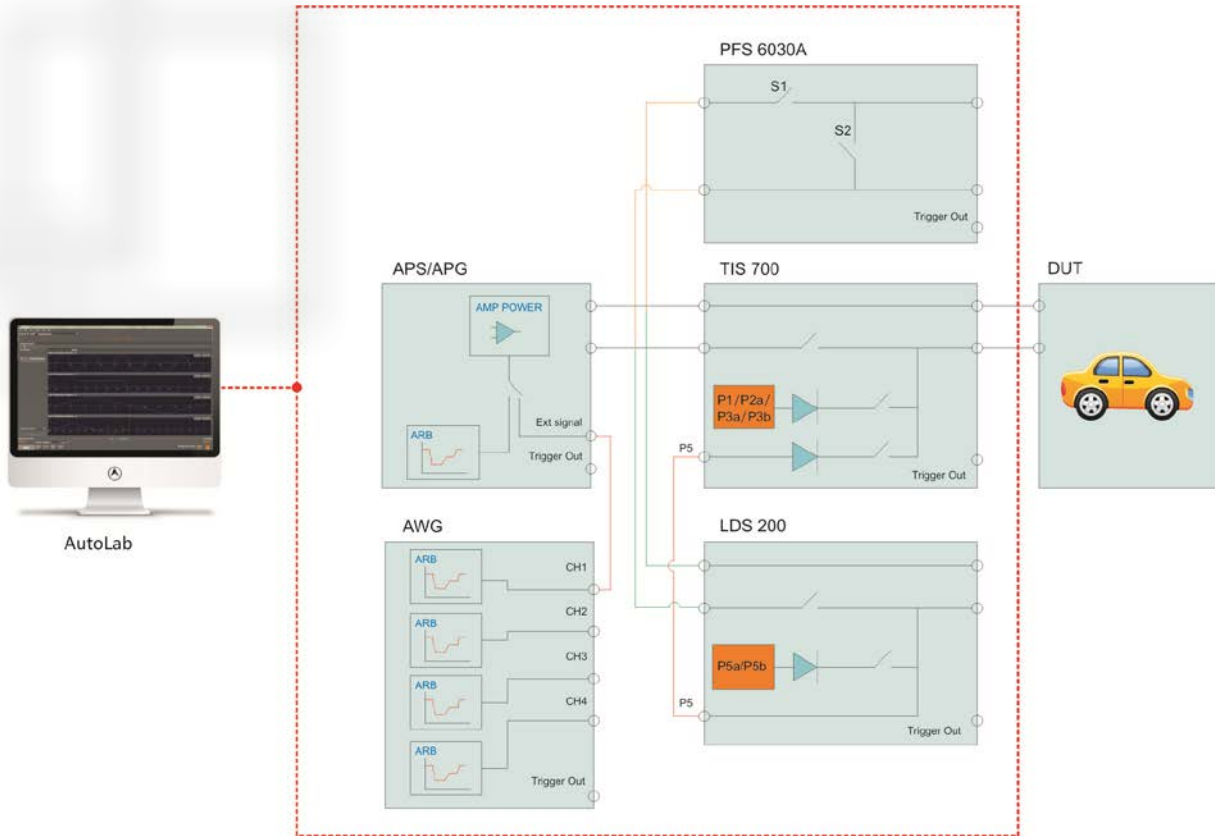 PFS 6030A
S1
S2
Trigger Out
APS/APG
AMP POWER
ARB
Ext signal
Trigger Out
TIS 700
P1/P2a/
P3a/P3b
P5
Trigger Out
DUT
AutoLab
AWG
ARB
CH1
ARB
CH2
CH3
ARB
CH4
ARB
Trigger Out
LDS 200
P5a/P5b
P5
Trigger Out